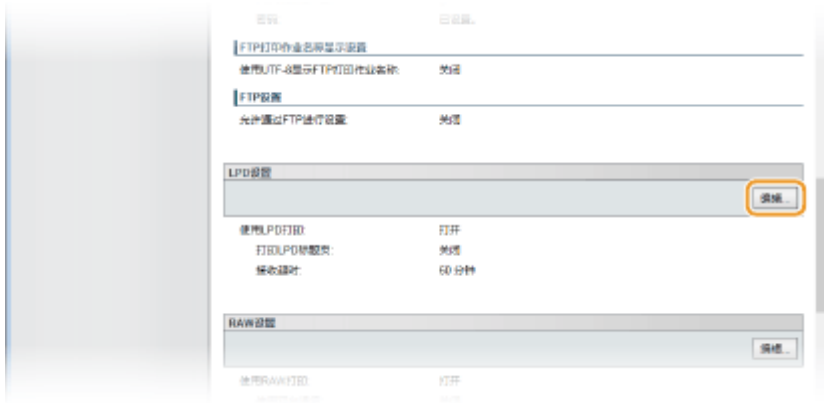 密码: 已设置。
FTP打印作业名称显示设置
使用UTF-8显示FTP打印作业名称: 关闭
FTP设置
允许通过FTP进行设置: 关闭
LPD设置
编辑...
使用LPD打印: 打开
打印LPD标题页: 关闭
接收超时: 60 分钟
RAW设置
编辑...
使用RAW打印: 打开